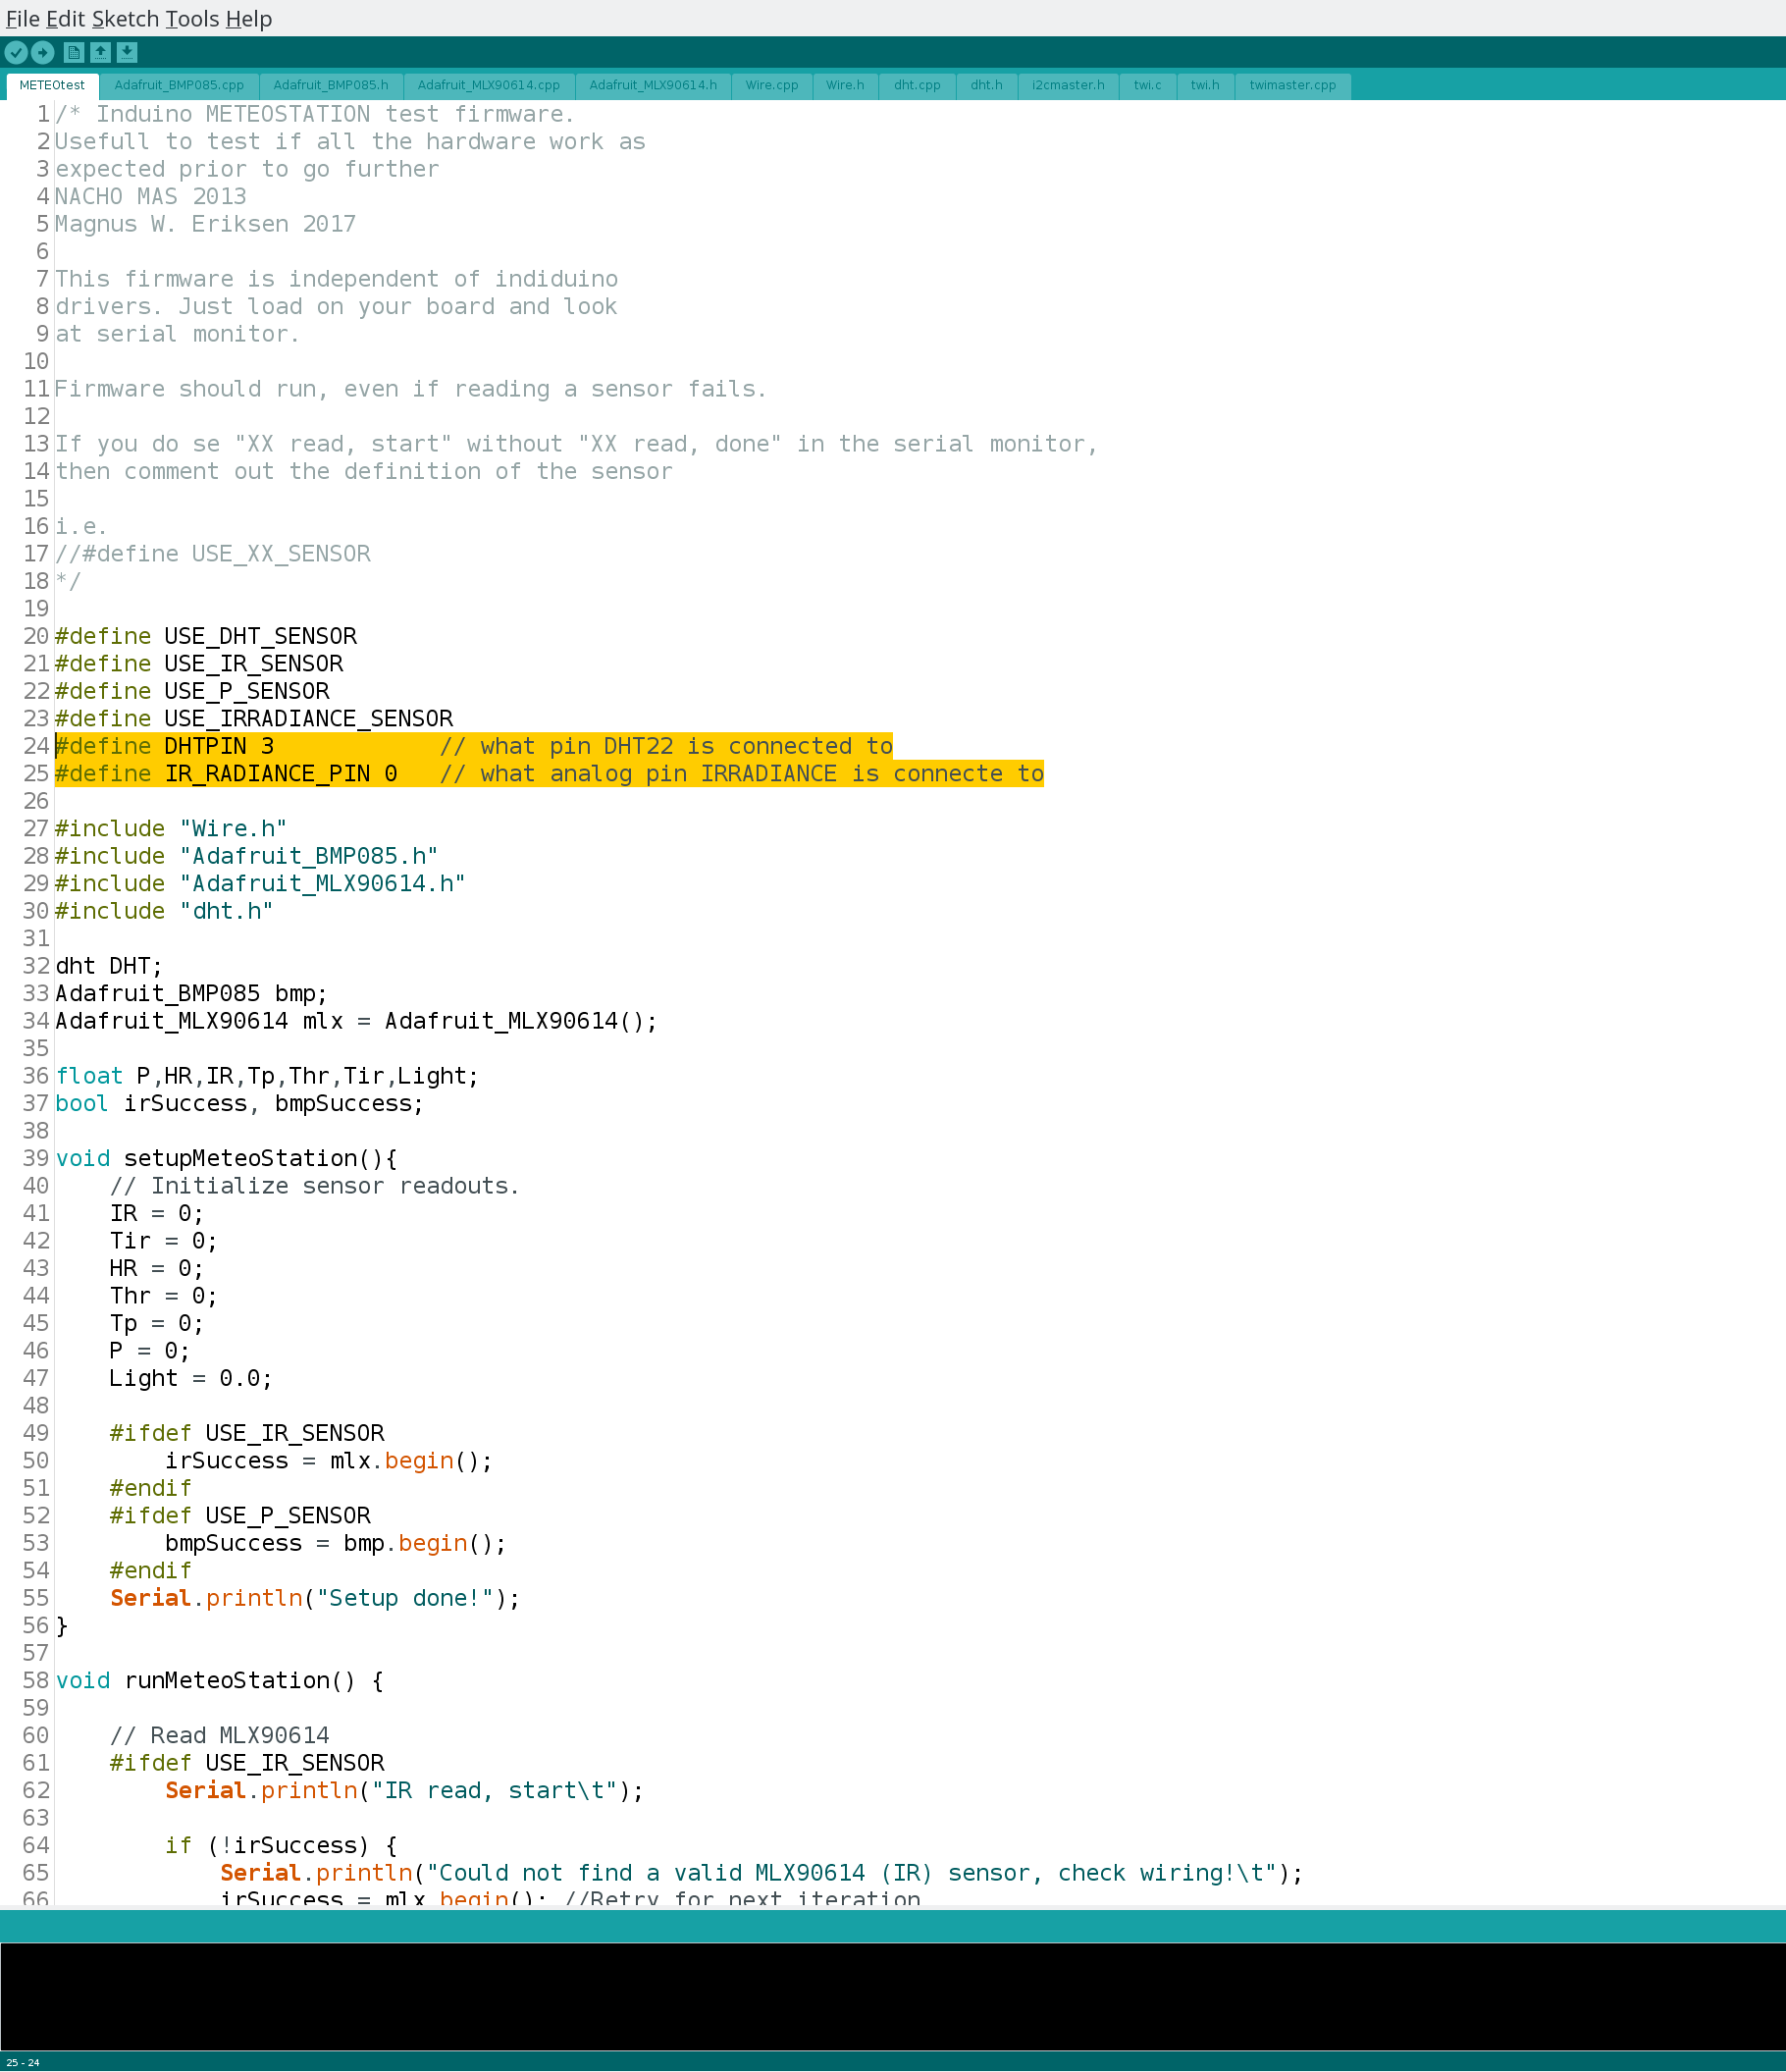 File Edit Sketch Tools Help
METEOtest Adafruit_BMP085.cpp Adafruit_BMP085.h Adafruit_MLX90614.cpp Adafruit_MLX90614.h Wire.cpp Wire.h dht.cpp dht.h i2cmaster.h twi.c twi.h twimaster.cpp
1 /* Induino METEOSTATION test firmware.
2 Usefull to test if all the hardware work as
3 expected prior to go further
4 NACHO MAS 2013
5 Magnus W. Eriksen 2017
6
7 This firmware is independent of indiduino
8 drivers. Just load on your board and look
9 at serial monitor.
10
11 Firmware should run, even if reading a sensor fails.
12
13 If you do se "XX read, start" without "XX read, done" in the serial monitor,
14 then comment out the definition of the sensor
15
16 i.e.
17 //#define USE_XX_SENSOR
18 */
19
20 #define USE_DHT_SENSOR
21 #define USE_IR_SENSOR
22 #define USE_P_SENSOR
23 #define USE_IRRADIANCE_SENSOR
24 #define DHTPIN 3            // what pin DHT22 is connected to
25 #define IR_RADIANCE_PIN 0   // what analog pin IRRADIANCE is connecte to
26
27 #include "Wire.h"
28 #include "Adafruit_BMP085.h"
29 #include "Adafruit_MLX90614.h"
30 #include "dht.h"
31
32 dht DHT;
33 Adafruit_BMP085 bmp;
34 Adafruit_MLX90614 mlx = Adafruit_MLX90614();
35
36 float P,HR,IR,Tp,Thr,Tir,Light;
37 bool irSuccess, bmpSuccess;
38
39 void setupMeteoStation(){
40     // Initialize sensor readouts.
41     IR = 0;
42     Tir = 0;
43     HR = 0;
44     Thr = 0;
45     Tp = 0;
46     P = 0;
47     Light = 0.0;
48
49     #ifdef USE_IR_SENSOR
50         irSuccess = mlx.begin();
51     #endif
52     #ifdef USE_P_SENSOR
53         bmpSuccess = bmp.begin();
54     #endif
55     Serial.println("Setup done!");
56 }
57
58 void runMeteoStation() {
59
60     // Read MLX90614
61     #ifdef USE_IR_SENSOR
62         Serial.println("IR read, start\t");
63
64         if (!irSuccess) {
65             Serial.println("Could not find a valid MLX90614 (IR) sensor, check wiring!\t");
66             irSuccess = mlx.begin(); //Retry for next iteration
25 - 24